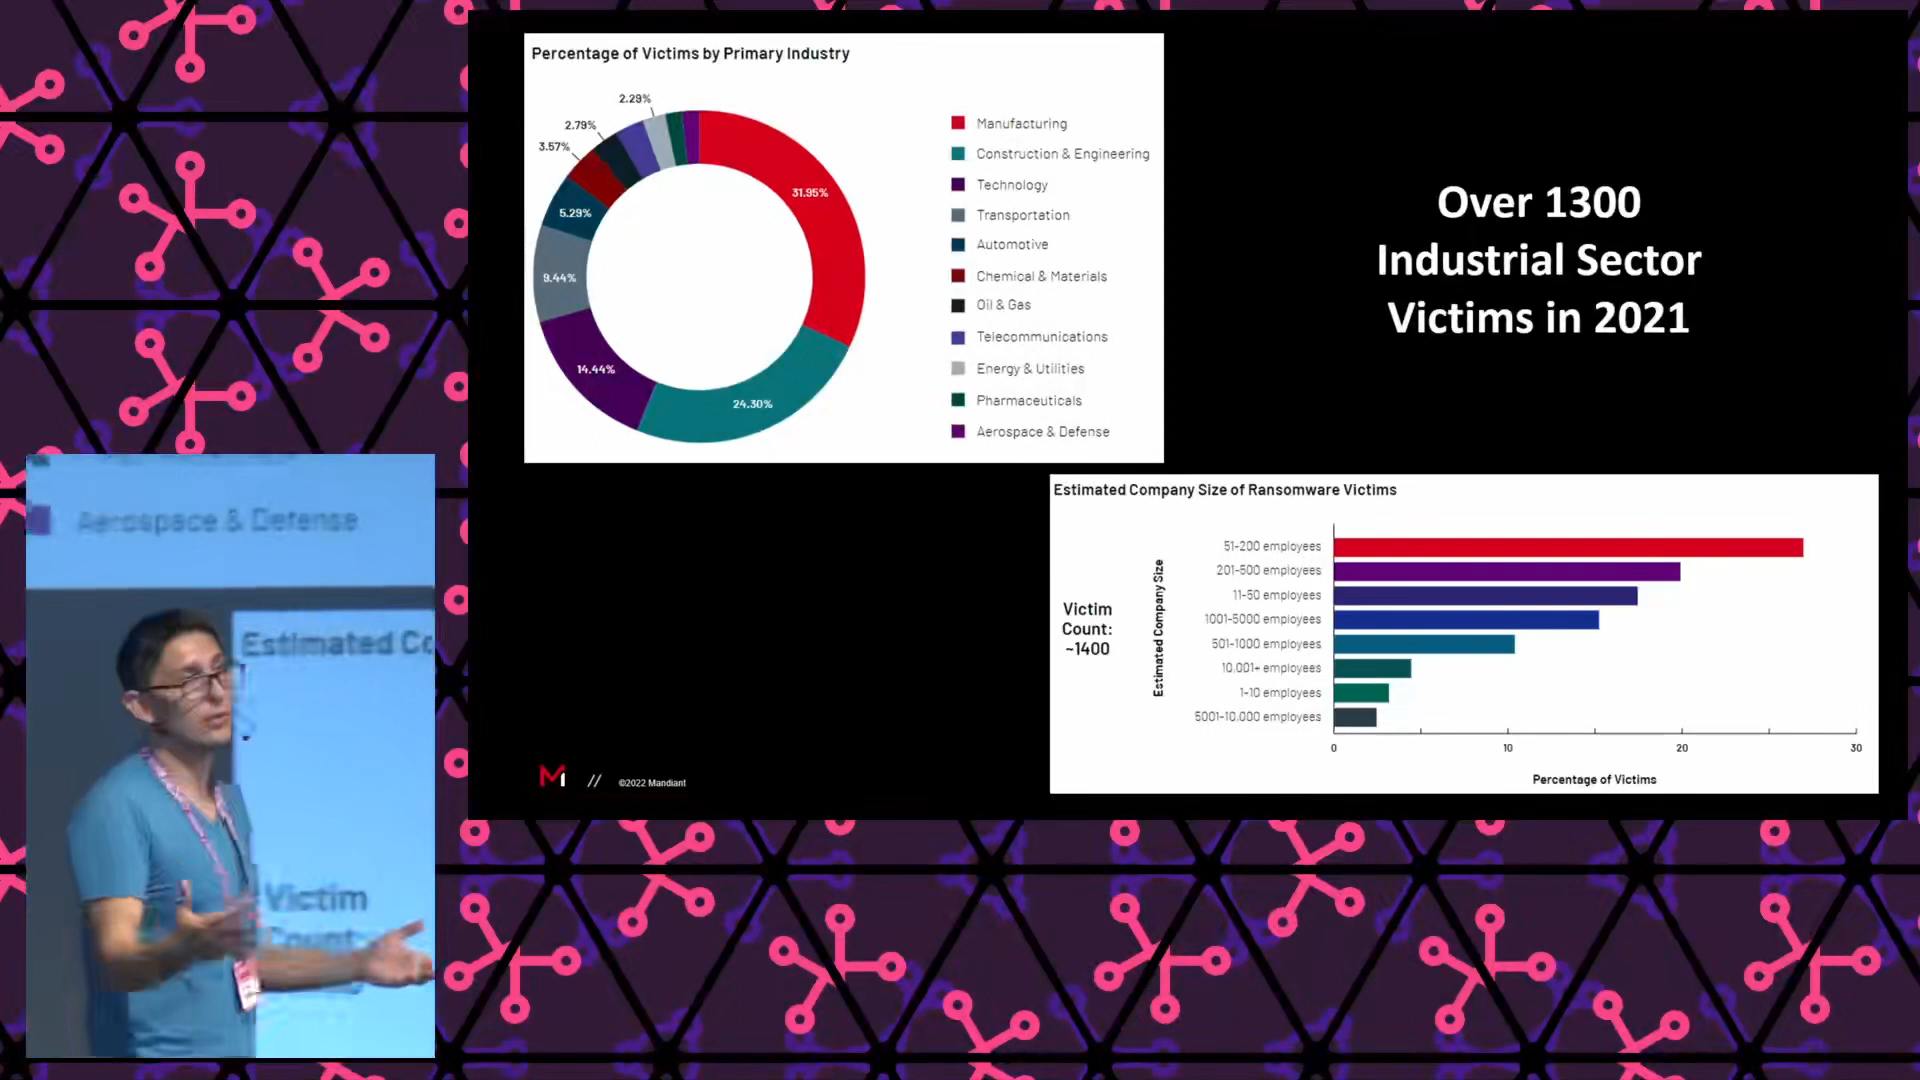 Percentage of Victims by Primary Industry
2.29%
2.79%
3.57%
5.29%
9.44%
14.44%
24.30%
31.95%
Manufacturing
Construction & Engineering
Technology
Transportation
Automotive
Chemical & Materials
Oil & Gas
Telecommunications
Energy & Utilities
Pharmaceuticals
Aerospace & Defense
Over 1300
Industrial Sector
Victims in 2021
Estimated Company Size of Ransomware Victims
Victim
Count:
~1400
Estimated Company Size
51-200 employees
201-500 employees
11-50 employees
1001-5000 employees
501-1000 employees
10,001+ employees
1-10 employees
5001-10,000 employees
0
10
20
30
Percentage of Victims
M // ©2022 Mandiant
Aerospace & Defense
Estimated Co
Victim
Count: